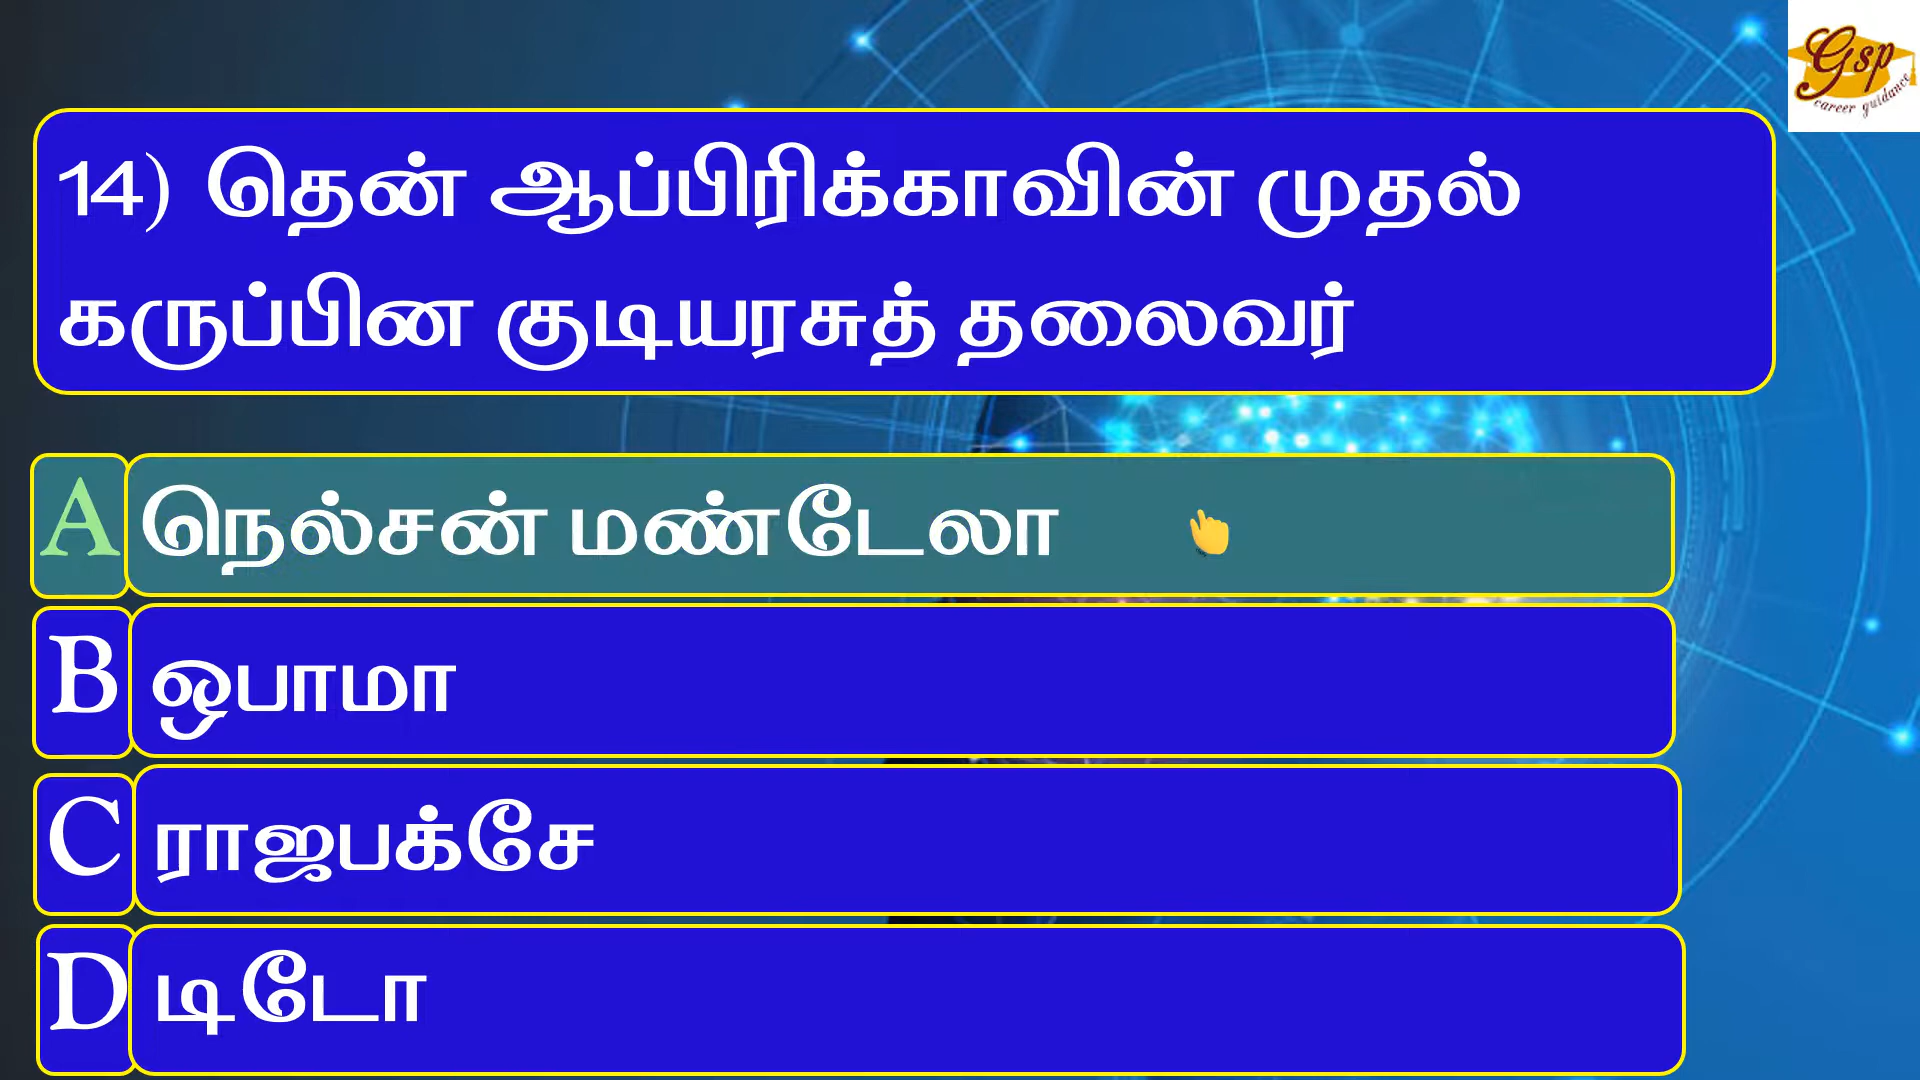 Gsp
career guidance
14) தென் ஆப்பிரிக்காவின் முதல்
கருப்பின குடியரசுத் தலைவர்
A நெல்சன் மண்டேலா
B ஒபாமா
C ராஜபக்சே
D டிடோ